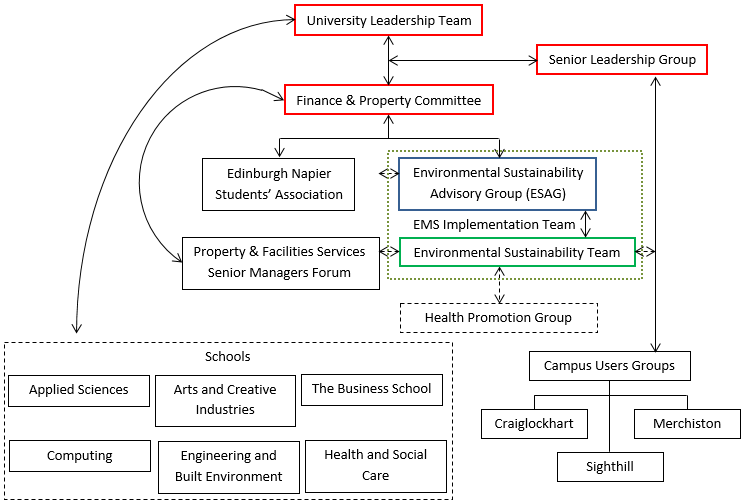 University Leadership Team
Senior Leadership Group
Finance & Property Committee
Edinburgh Napier
Students’ Association
Environmental Sustainability
Advisory Group (ESAG)
EMS Implementation Team
Property & Facilities Services
Senior Managers Forum
Environmental Sustainability Team
Health Promotion Group
Schools
Applied Sciences
Arts and Creative
Industries
The Business School
Computing
Engineering and
Built Environment
Health and Social
Care
Campus Users Groups
Craiglockhart
Merchiston
Sighthill